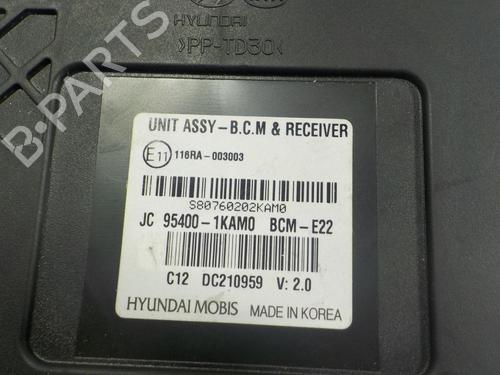 HYUNDAI
>PP-TD30<
UNIT ASSY-B.C.M & RECEIVER
E11 116RA-003003
S80760202KAM0
JC 95400-1KAM0 BCM-E22
C12 DC210959 V: 2.0
HYUNDAI MOBIS MADE IN KOREA
B-PARTS